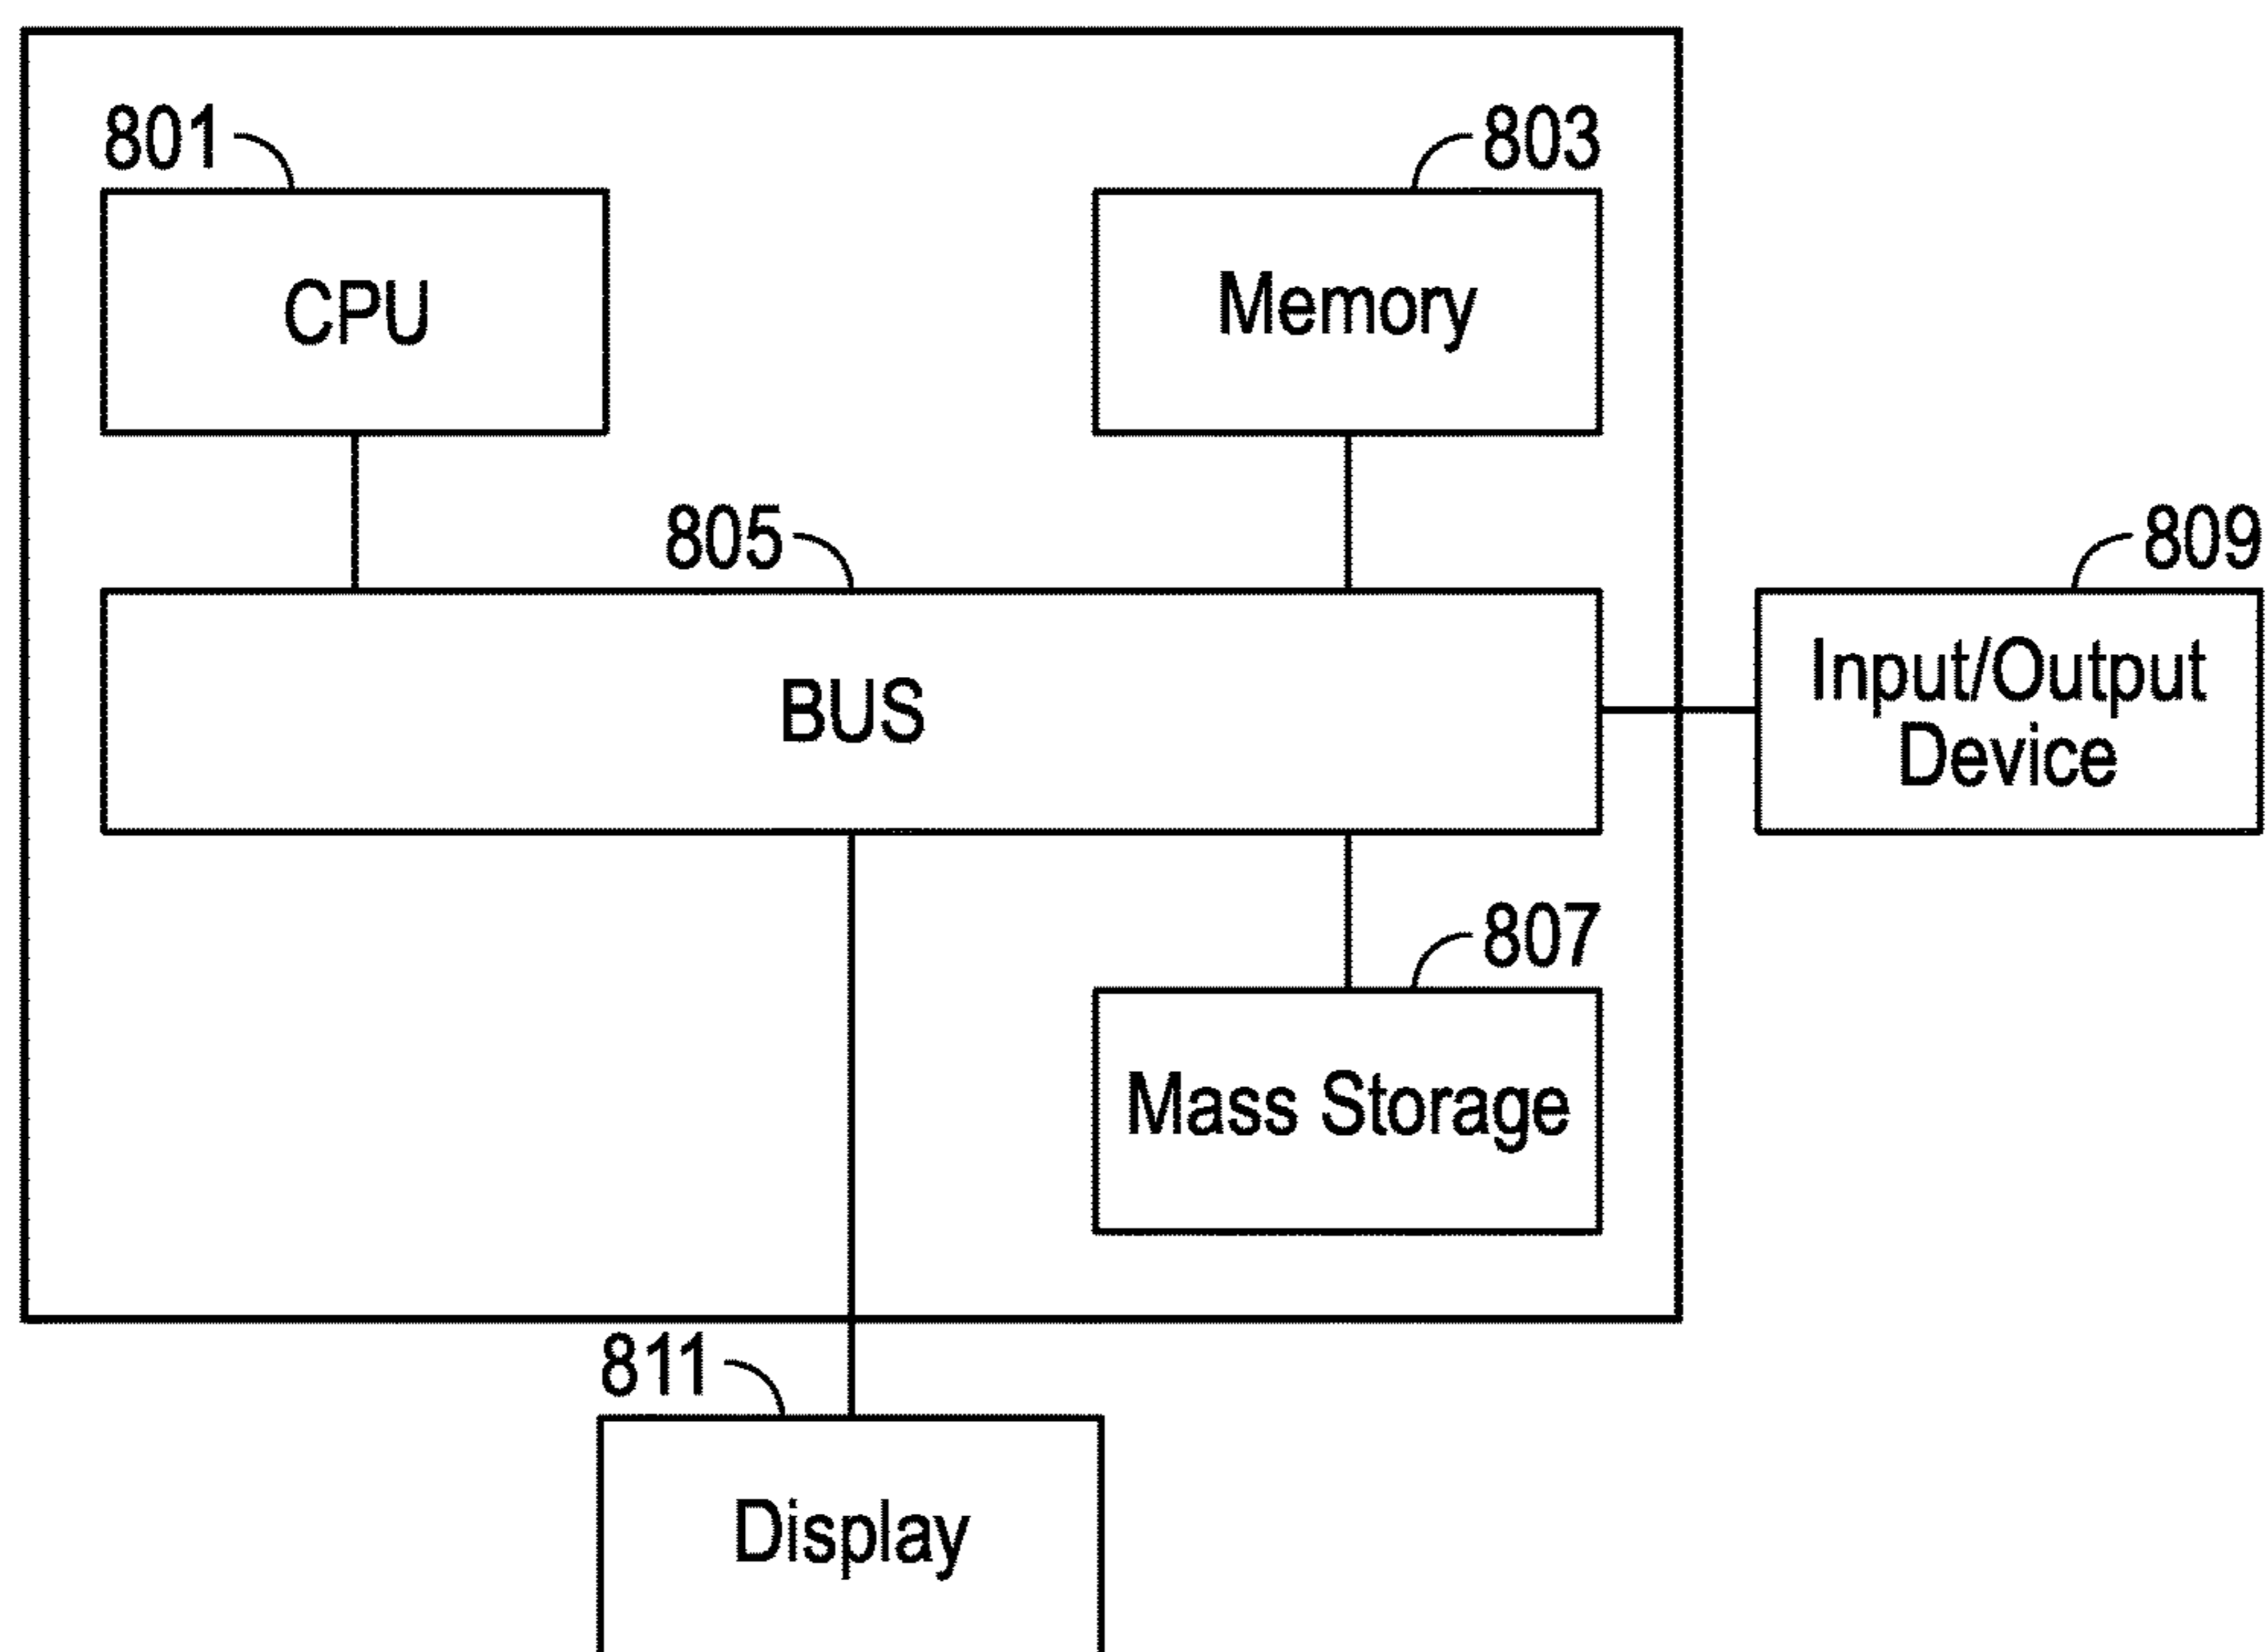 801
803
CPU
Memory
805
809
BUS
Input/Output
Device
807
Mass Storage
811
Display